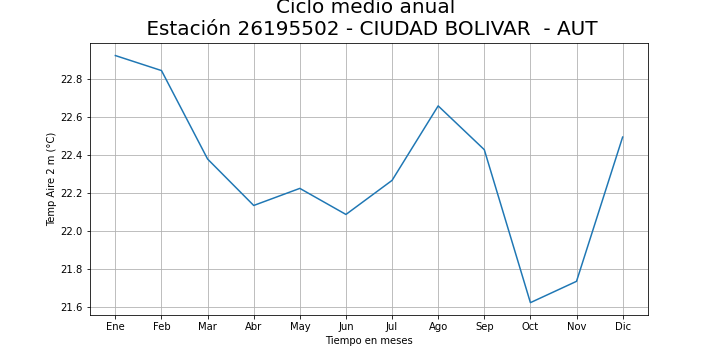 Ciclo medio anual
Estación 26195502 - CIUDAD BOLIVAR - AUT
Temp Aire 2 m (°C)
22.8
22.6
22.4
22.2
22.0
21.8
21.6
Ene Feb Mar Abr May Jun Jul Ago Sep Oct Nov Dic
Tiempo en meses